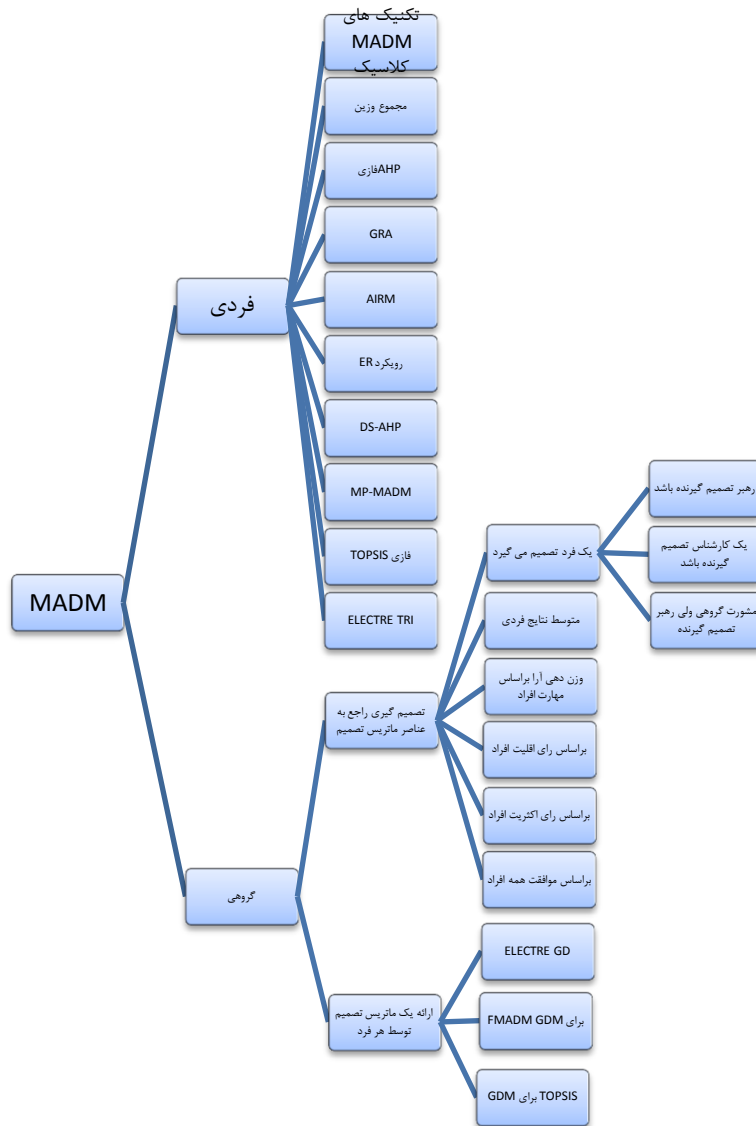 تکنیک های
MADM
کلاسیک
مجموع وزین
AHPفازی
GRA
AIRM
رویکرد ER
DS-AHP
MP-MADM
فازی TOPSIS
ELECTRE TRI
فردی
MADM
گروهی
تصمیم گیری راجع به
عناصر ماتریس تصمیم
یک فرد تصمیم می گیرد
رهبر تصمیم گیرنده باشد
یک کارشناس تصمیم
گیرنده باشد
مشورت گروهی ولی رهبر
تصمیم گیرنده
متوسط نتایج فردی
وزن دهی آرا براساس
مهارت افراد
براساس رای اقلیت افراد
براساس رای اکثریت افراد
براساس موافقت همه افراد
ارائه یک ماتریس تصمیم
توسط هر فرد
ELECTRE GD
برای FMADM GDM
TOPSIS برای GDM